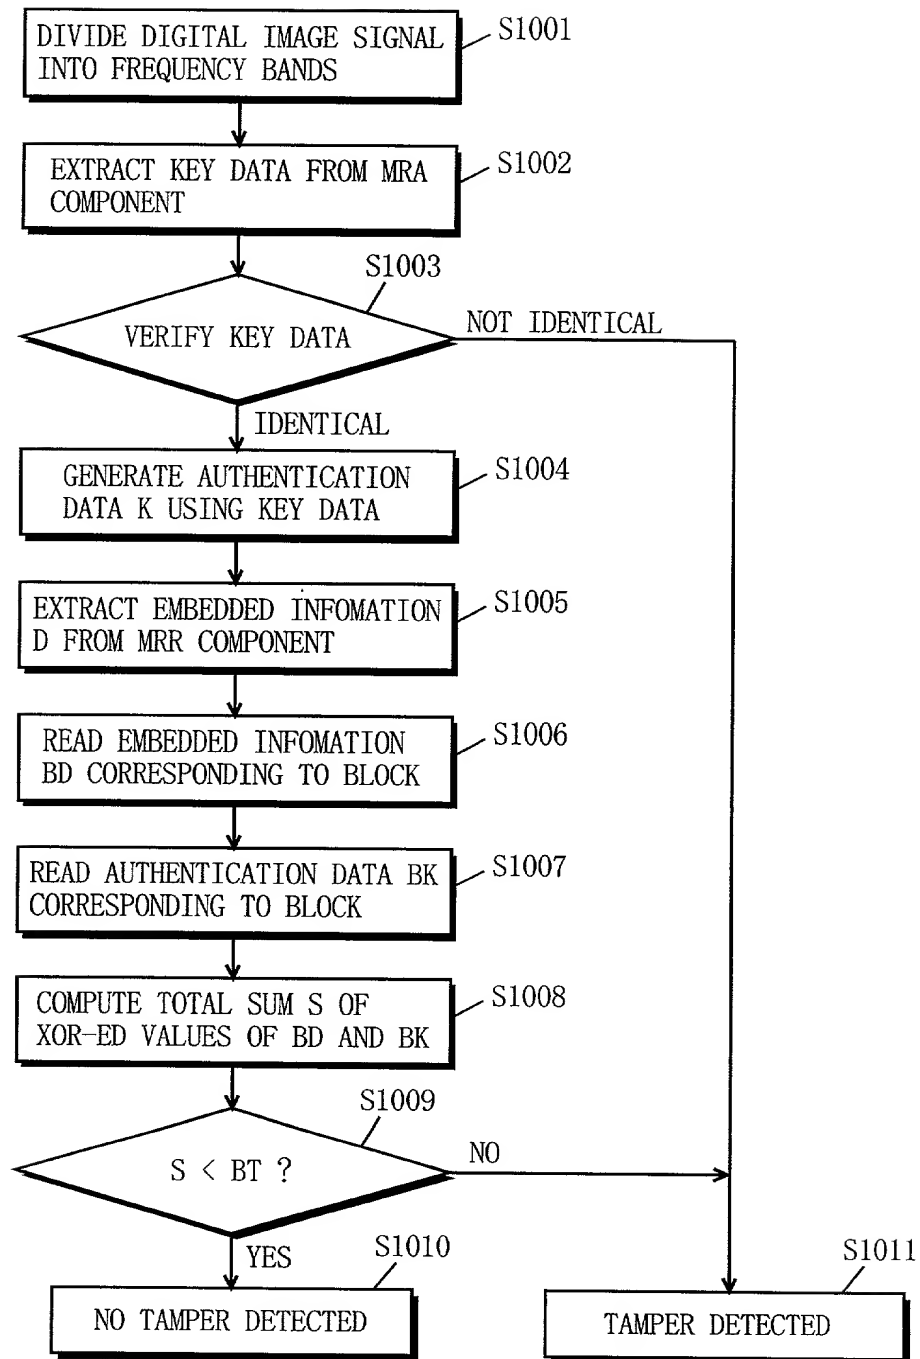 DIVIDE DIGITAL IMAGE SIGNAL
INTO FREQUENCY BANDS
S1001
EXTRACT KEY DATA FROM MRA
COMPONENT
S1002
S1003
VERIFY KEY DATA
NOT IDENTICAL
IDENTICAL
GENERATE AUTHENTICATION
DATA K USING KEY DATA
S1004
EXTRACT EMBEDDED INFOMATION
D FROM MRR COMPONENT
S1005
READ EMBEDDED INFOMATION
BD CORRESPONDING TO BLOCK
S1006
READ AUTHENTICATION DATA BK
CORRESPONDING TO BLOCK
S1007
COMPUTE TOTAL SUM S OF
XOR-ED VALUES OF BD AND BK
S1008
S1009
S < BT ?
NO
YES
S1010
NO TAMPER DETECTED
S1011
TAMPER DETECTED